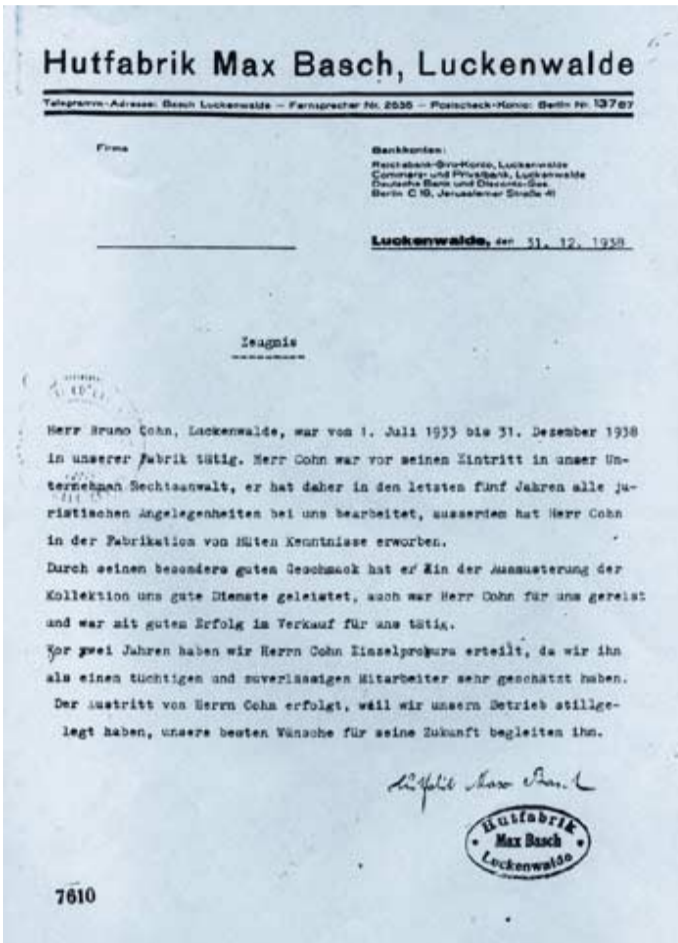 Hutfabrik Max Basch, Luckenwalde
Telegramm-Adresse: Basch Luckenwalde — Fernsprecher Nr. 2535 — Postscheck-Konto: Berlin Nr. 13767
Firma
Bankkonten:
Reichsbank-Giro-Konto, Luckenwalde
Commerz- und Privatbank, Luckenwalde
Deutsche Bank und Disconto-Ges.
Berlin C 19, Jerusalemer Straße 41
Luckenwalde, den 31. 12. 1938
Zeugnis
Herr Bruno Cohn, Luckenwalde, war vom 1. Juli 1933 bis 31. Dezember 1938
in unserer Fabrik tätig. Herr Cohn war vor seinen Eintritt in unser Un-
ternehmen Rechtsanwalt, er hat daher in den letzten fünf Jahren alle ju-
ristischen Angelegenheiten bei uns bearbeitet, ausserdem hat Herr Cohn
in der Fabrikation von Hüten Kenntnisse erworben.
Durch seinen besonders guten Geschmack hat er in der Ausmusterung der
Kollektion uns gute Dienste geleistet, auch war Herr Cohn für uns gereist
und war mit guten Erfolg im Verkauf für uns tätig.
Vor zwei Jahren haben wir Herrn Cohn Einzelprokura erteilt, da wir ihn
als einen tüchtigen und zuverlässigen Mitarbeiter sehr geschätzt haben.
Der Austritt von Herrn Cohn erfolgt, weil wir unsern Betrieb stillge-
legt haben, unsere besten Wünsche für seine Zukunft begleiten ihn.
Hutfabrik Max Basch
Hutfabrik
Max Basch
Luckenwalde
7610